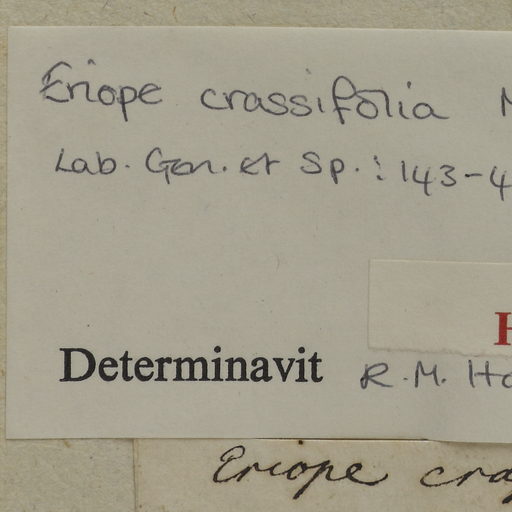 Eriope crassifolia M
Lab. Gen. et Sp.: 143-4
H
Determinavit R.M. Ha
Eriope cra